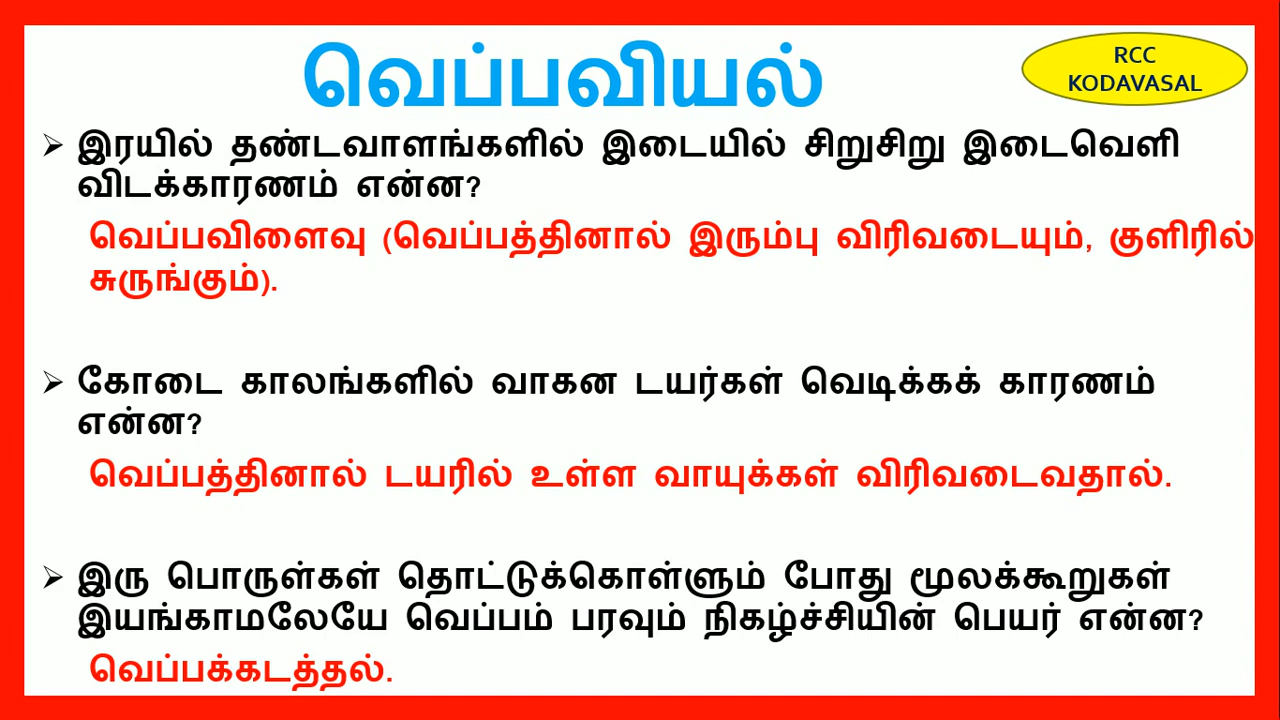 வெப்பவியல்
RCC
KODAVASAL
➢ இரயில் தண்டவாளங்களில் இடையில் சிறுசிறு இடைவெளி
விடக்காரணம் என்ன?
வெப்பவிளைவு (வெப்பத்தினால் இரும்பு விரிவடையும், குளிரில்
சுருங்கும்).
➢ கோடை காலங்களில் வாகன டயர்கள் வெடிக்கக் காரணம்
என்ன?
வெப்பத்தினால் டயரில் உள்ள வாயுக்கள் விரிவடைவதால்.
➢ இரு பொருள்கள் தொட்டுக்கொள்ளும் போது மூலக்கூறுகள்
இயங்காமலேயே வெப்பம் பரவும் நிகழ்ச்சியின் பெயர் என்ன?
வெப்பக்கடத்தல்.